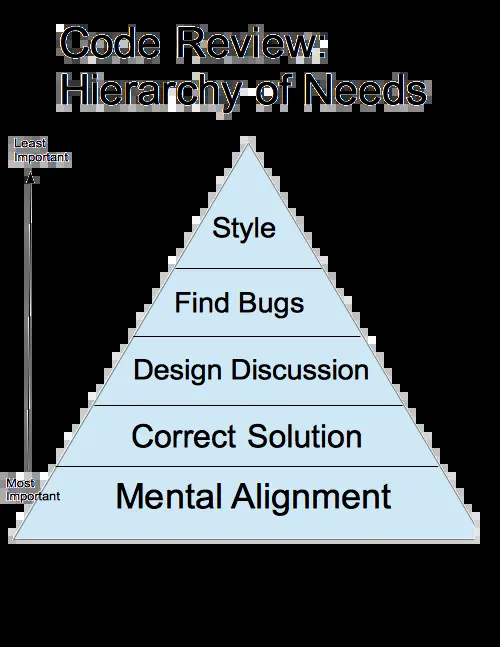 Code Review:
Hierarchy of Needs
Least
Important
Style
Find Bugs
Design Discussion
Correct Solution
Most
Important
Mental Alignment